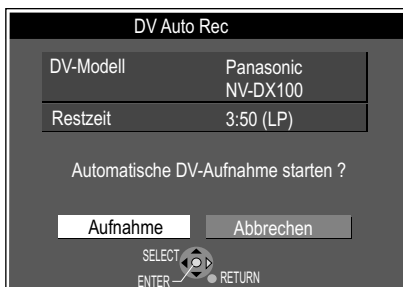 DV Auto Rec
DV-Modell Panasonic
NV-DX100
Restzeit 3:50 (LP)
Automatische DV-Aufnahme starten ?
Aufnahme Abbrechen
SELECT
ENTER RETURN